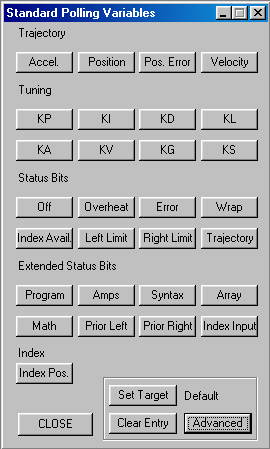 Standard Polling Variables
Trajectory
Accel. Position Pos. Error Velocity
Tuning
KP KI KD KL
KA KV KG KS
Status Bits
Off Overheat Error Wrap
Index Avail. Left Limit Right Limit Trajectory
Extended Status Bits
Program Amps Syntax Array
Math Prior Left Prior Right Index Input
Index
Index Pos.
Set Target Default
CLOSE Clear Entry Advanced